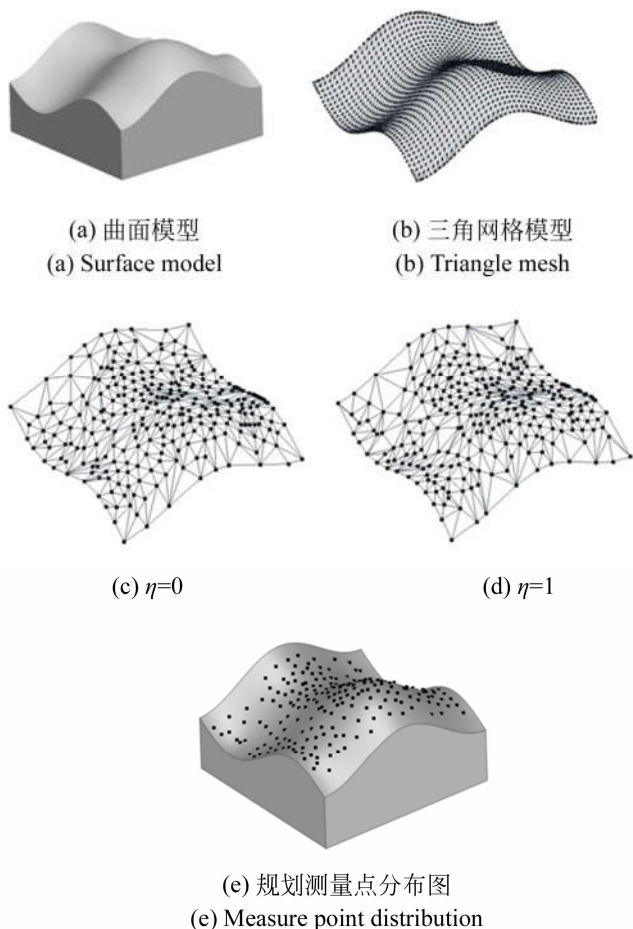 (a) 曲面模型
(a) Surface model
(b) 三角网格模型
(b) Triangle mesh
(c) η=0
(d) η=1
(e) 规划测量点分布图
(e) Measure point distribution